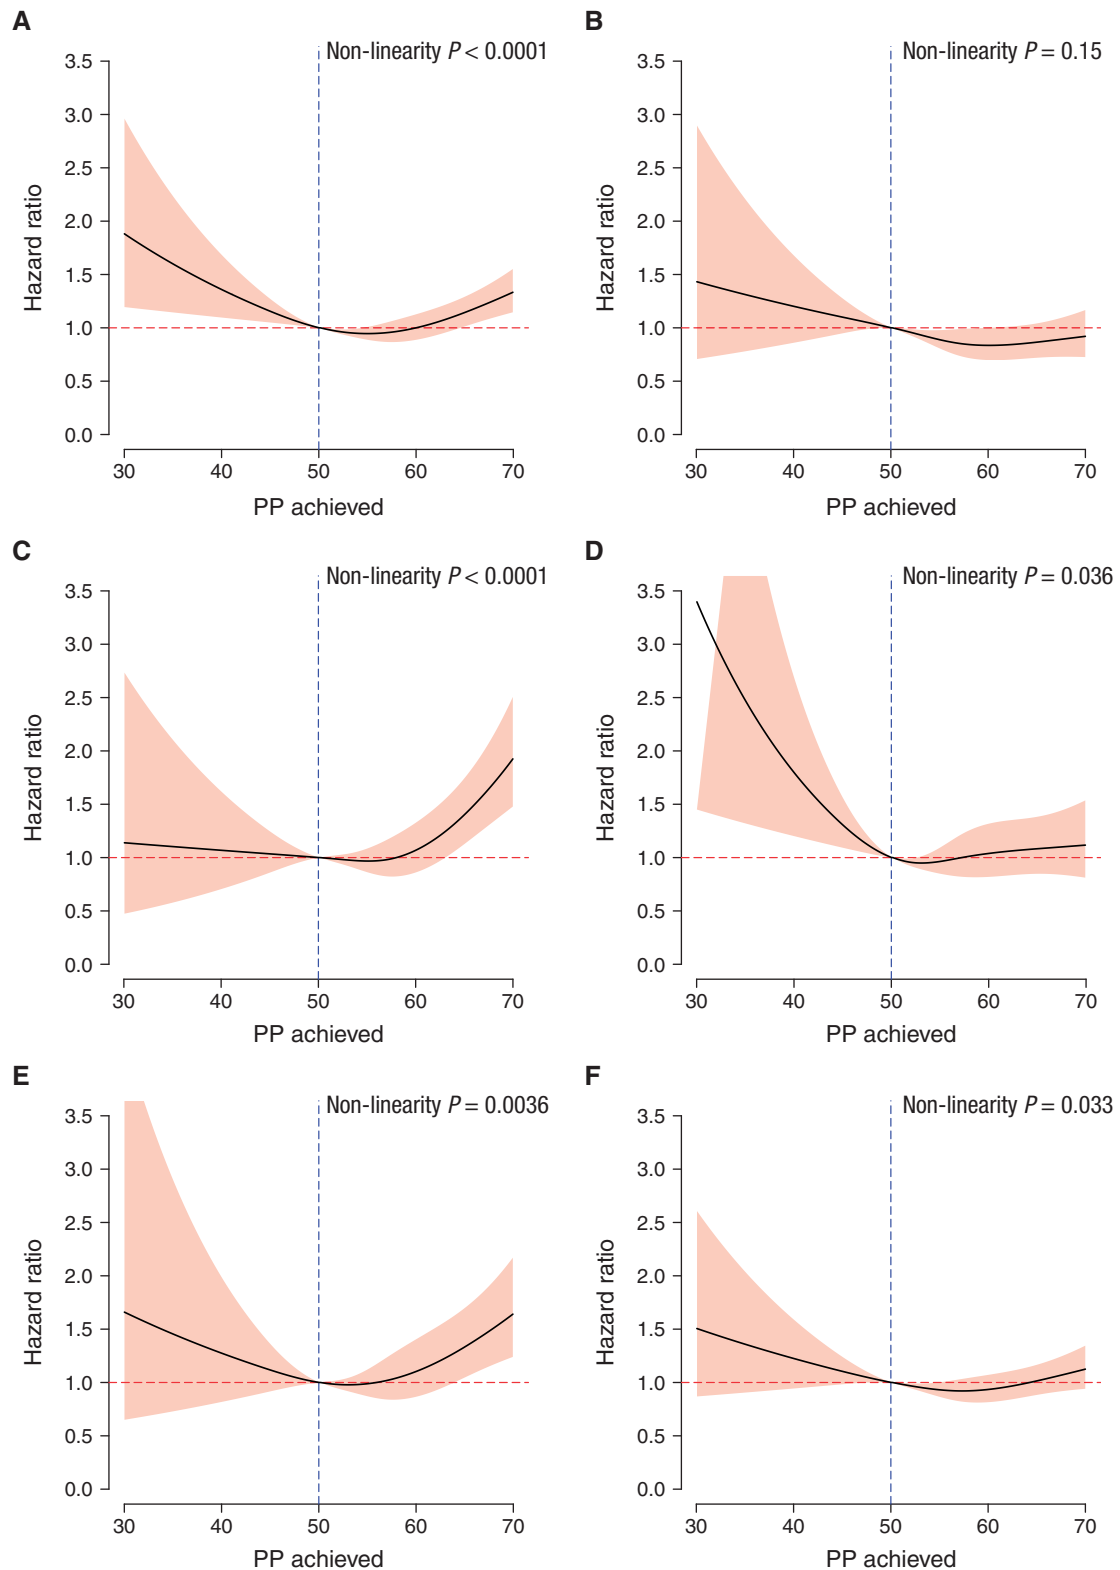 A
Non-linearity P < 0.0001
3.5
3.0
2.5
2.0
1.5
1.0
0.5
0.0
Hazard ratio
30 40 50 60 70
PP achieved
B
Non-linearity P = 0.15
3.5
3.0
2.5
2.0
1.5
1.0
0.5
0.0
Hazard ratio
30 40 50 60 70
PP achieved
C
Non-linearity P < 0.0001
3.5
3.0
2.5
2.0
1.5
1.0
0.5
0.0
Hazard ratio
30 40 50 60 70
PP achieved
D
Non-linearity P = 0.036
3.5
3.0
2.5
2.0
1.5
1.0
0.5
0.0
Hazard ratio
30 40 50 60 70
PP achieved
E
Non-linearity P = 0.0036
3.5
3.0
2.5
2.0
1.5
1.0
0.5
0.0
Hazard ratio
30 40 50 60 70
PP achieved
F
Non-linearity P = 0.033
3.5
3.0
2.5
2.0
1.5
1.0
0.5
0.0
Hazard ratio
30 40 50 60 70
PP achieved